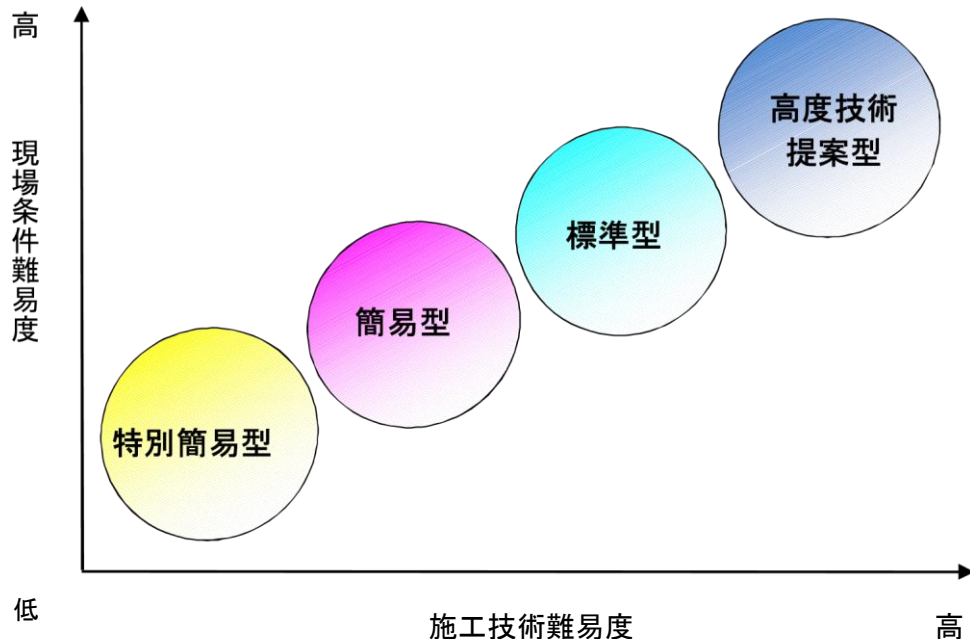 高
現場条件難易度
高度技術
提案型
標準型
簡易型
特別簡易型
低
施工技術難易度
高